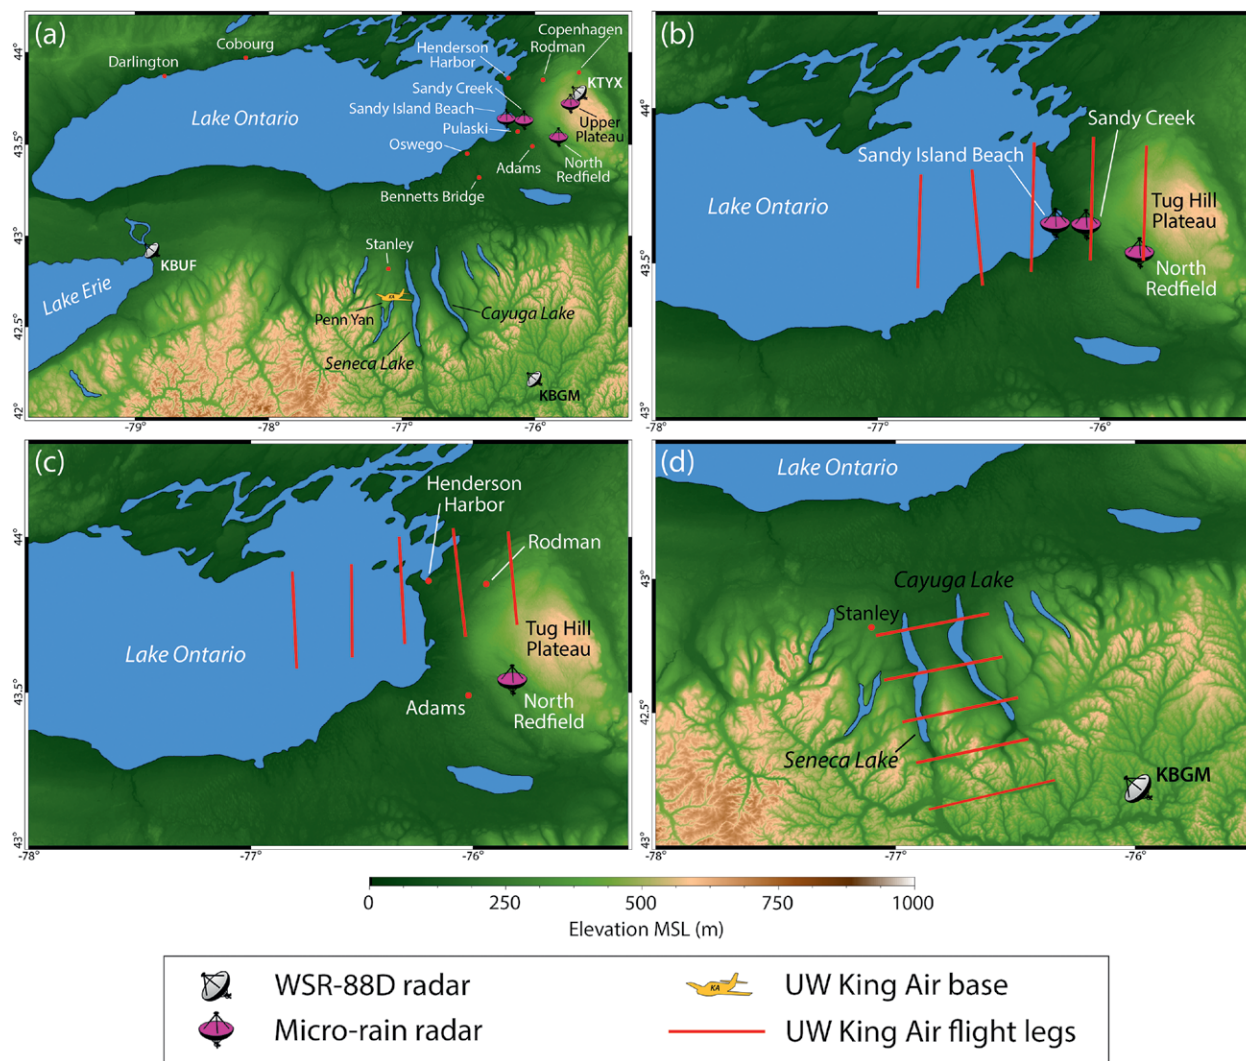 (a)
Cobourg
Darlington
Henderson
Harbor
Copenhagen
Rodman
KTYX
Sandy Creek
Sandy Island Beach
Pulaski
Oswego
Adams
Bennetts Bridge
Upper
Plateau
North
Redfield
Lake Ontario
KBUF
Lake Erie
Stanley
KA
Penn Yan
Cayuga Lake
Seneca Lake
KBGM
44°
43.5°
43°
42.5°
42°
-79°
-78°
-77°
-76°
(b)
Sandy Creek
Sandy Island Beach
Lake Ontario
Tug Hill
Plateau
North
Redfield
44°
43.5°
43°
-78°
-77°
-76°
(c)
Henderson
Harbor
Rodman
Lake Ontario
Tug Hill
Plateau
Adams
North
Redfield
44°
43.5°
43°
-78°
-77°
-76°
(d)
Lake Ontario
Cayuga Lake
Stanley
Seneca Lake
KBGM
43°
42.5°
42°
-78°
-77°
-76°
0 250 500 750 1000
Elevation MSL (m)
WSR-88D radar
KA
UW King Air base
Micro-rain radar
UW King Air flight legs